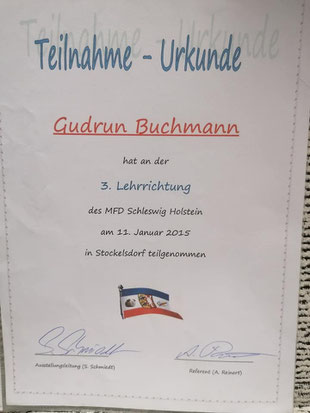 Teilnahme - Urkunde
Gudrun Buchmann
hat an der
3. Lehrrichtung
des MFD Schleswig Holstein
am 11. Januar 2015
in Stockelsdorf teilgenommen
Ausstellungsleitung (S. Schmiedt) Referent (A. Reinert)